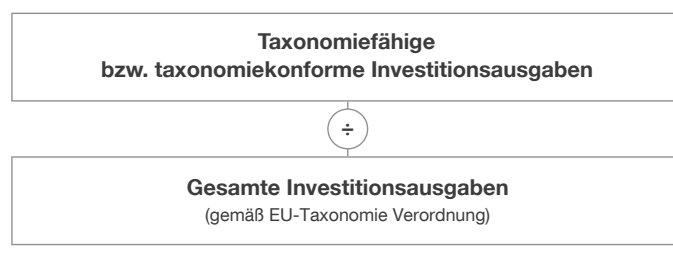 Taxonomiefähige
bzw. taxonomiekonforme Investitionsausgaben
÷
Gesamte Investitionsausgaben
(gemäß EU-Taxonomie Verordnung)